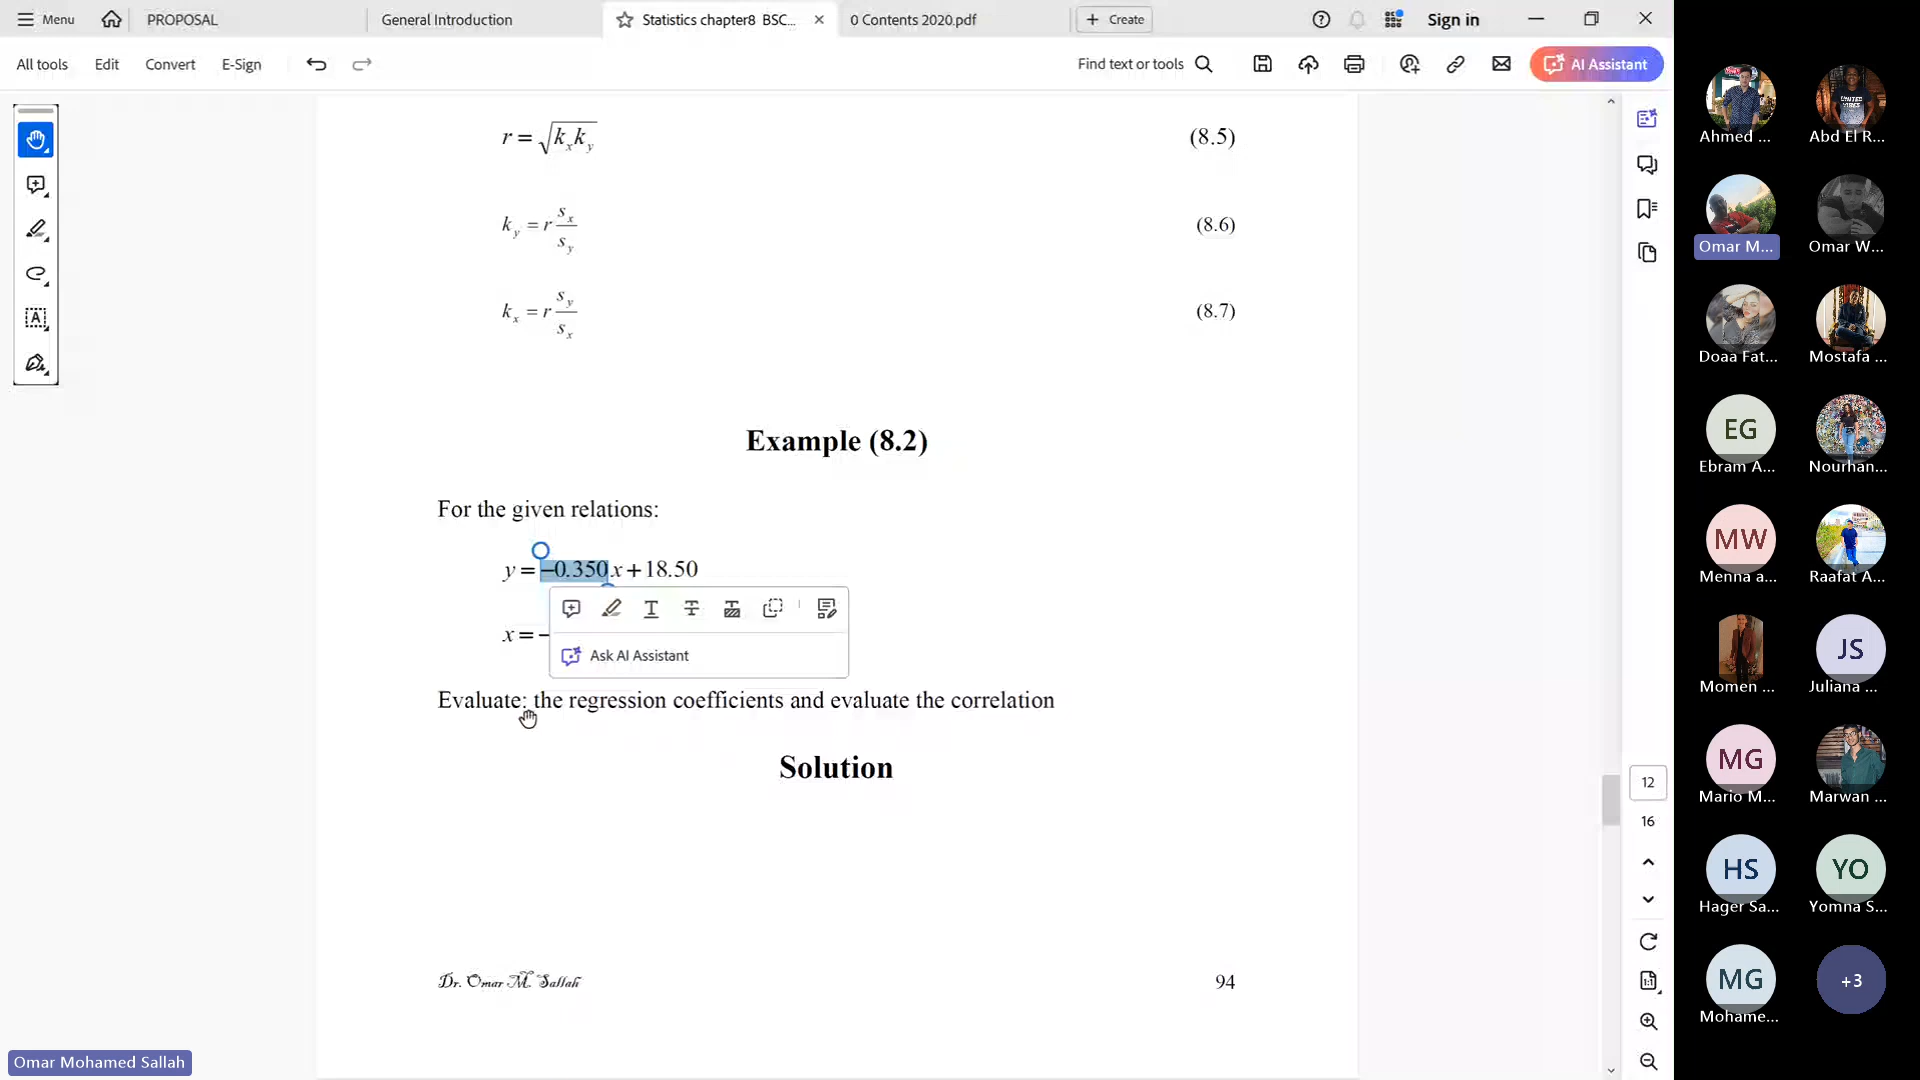 Menu
PROPOSAL
General Introduction
Statistics chapter8 BSC...
0 Contents 2020.pdf
Create
Sign in
All tools
Edit
Convert
E-Sign
Find text or tools
AI Assistant
r = √kₓkᵧ (8.5)
kᵧ = r sₓ/sᵧ (8.6)
kₓ = r sᵧ/sₓ (8.7)
Example (8.2)
For the given relations:
y = −0.350x + 18.50
x = −
Ask AI Assistant
Evaluate: the regression coefficients and evaluate the correlation
Solution
Dr. Omar M. Sallah
94
12
16
1:1
Ahmed ...
Abd El R...
UNITED VIBES
Omar M...
Omar W...
Doaa Fat...
Mostafa ...
EG
Ebram A...
Nourhan...
MW
Menna a...
Raafat A...
Momen ...
JS
Juliana ...
MG
Mario M...
Marwan ...
HS
Hager Sa...
YO
Yomna S...
MG
Mohame...
+3
Omar Mohamed Sallah